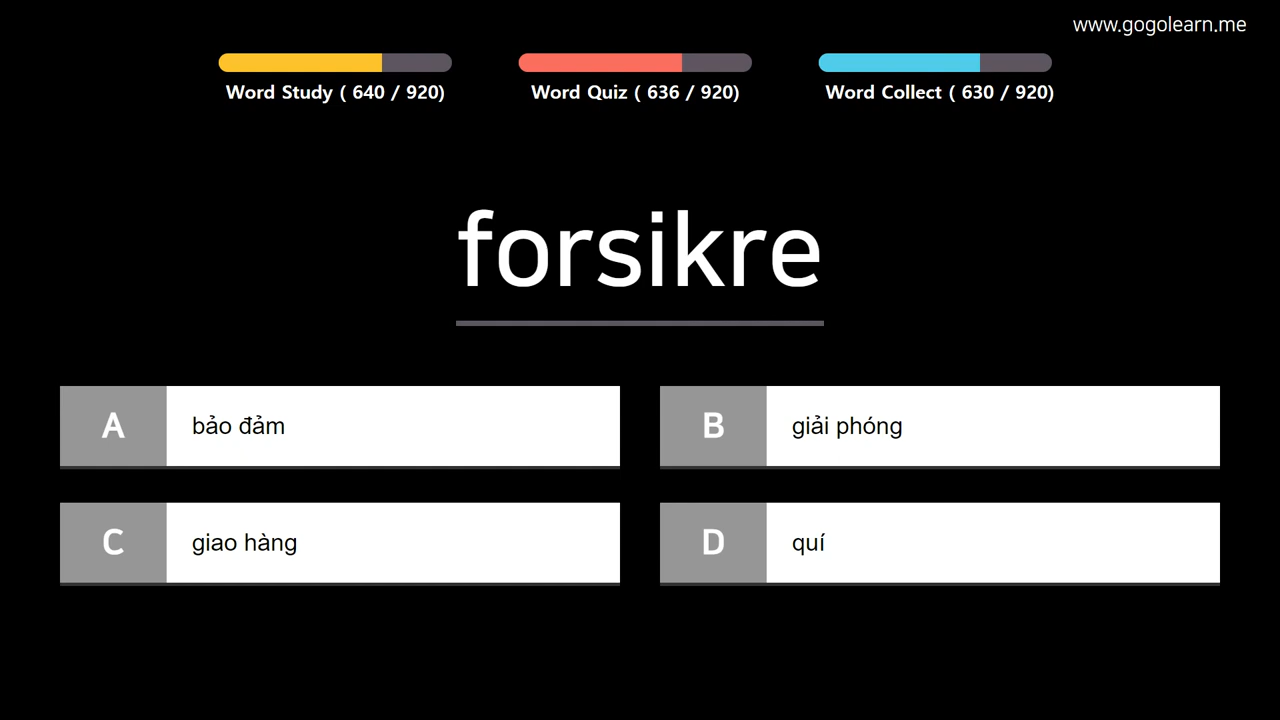 www.gogolearn.me
Word Study ( 640 / 920)
Word Quiz ( 636 / 920)
Word Collect ( 630 / 920)
forsikre
A bảo đảm
B giải phóng
C giao hàng
D quí